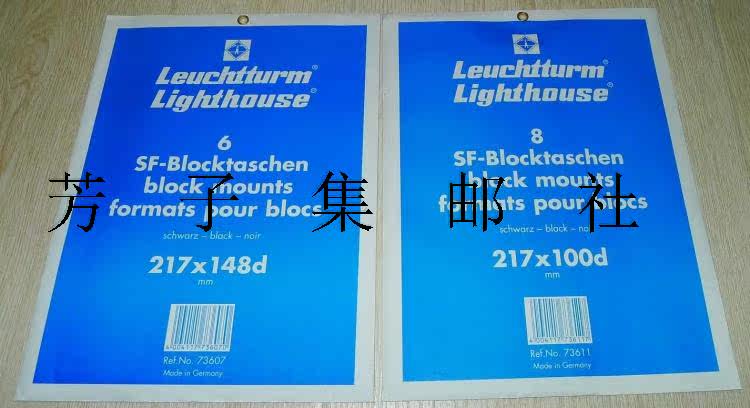 Leuchtturm®
Lighthouse®
6
SF-Blocktaschen
block mounts
formats pour blocs
schwarz – black – noir
217x148d
mm
Ref.No. 73607
Made in Germany
Leuchtturm®
Lighthouse®
8
SF-Blocktaschen
block mounts
formats pour blocs
schwarz – black – noir
217x100d
mm
Ref.No. 73611
Made in Germany
芳子集邮社